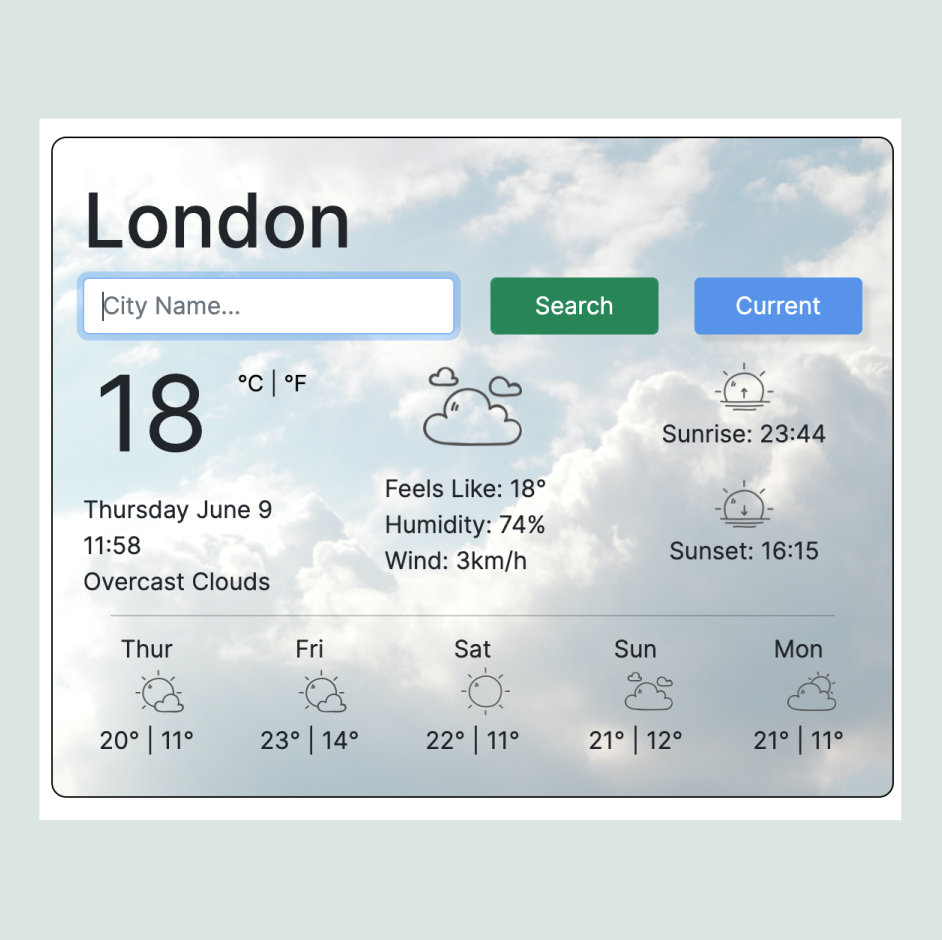 London
City Name...
Search
Current
18
°C | °F
Thursday June 9
11:58
Overcast Clouds
Feels Like: 18°
Humidity: 74%
Wind: 3km/h
Sunrise: 23:44
Sunset: 16:15
Thur
Fri
Sat
Sun
Mon
20° | 11°
23° | 14°
22° | 11°
21° | 12°
21° | 11°